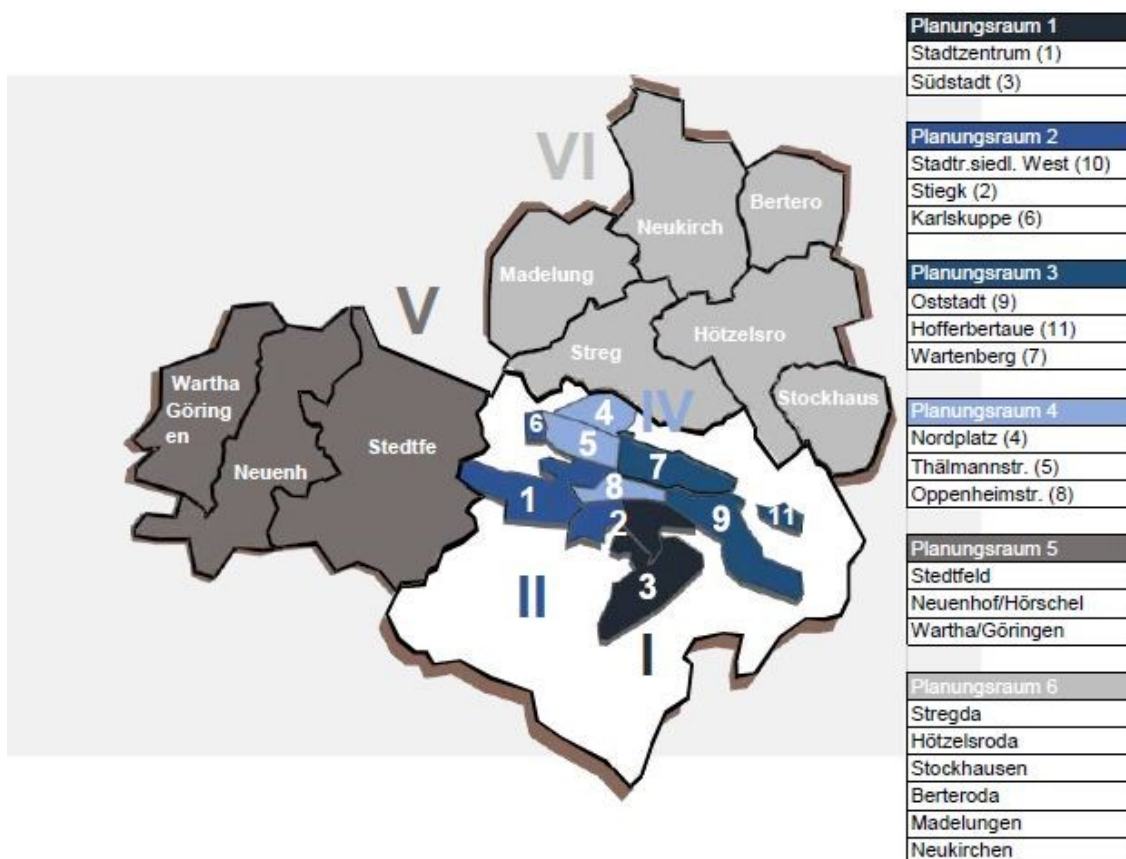 VI
Bertero
Neukirch
Madelung
V
Hötzelsro
Streg
Wartha
Göring
en
Stockhaus
IV
4
6
5
Stedtfe
7
Neuenh
8
1
9
11
2
3
II
I
Planungsraum 1
Stadtzentrum (1)
Südstadt (3)
Planungsraum 2
Stadtr.siedl. West (10)
Stiegk (2)
Karlskuppe (6)
Planungsraum 3
Oststadt (9)
Hofferbertaue (11)
Wartenberg (7)
Planungsraum 4
Nordplatz (4)
Thälmannstr. (5)
Oppenheimstr. (8)
Planungsraum 5
Stedtfeld
Neuenhof/Hörschel
Wartha/Göringen
Planungsraum 6
Stregda
Hötzelsroda
Stockhausen
Berteroda
Madelungen
Neukirchen